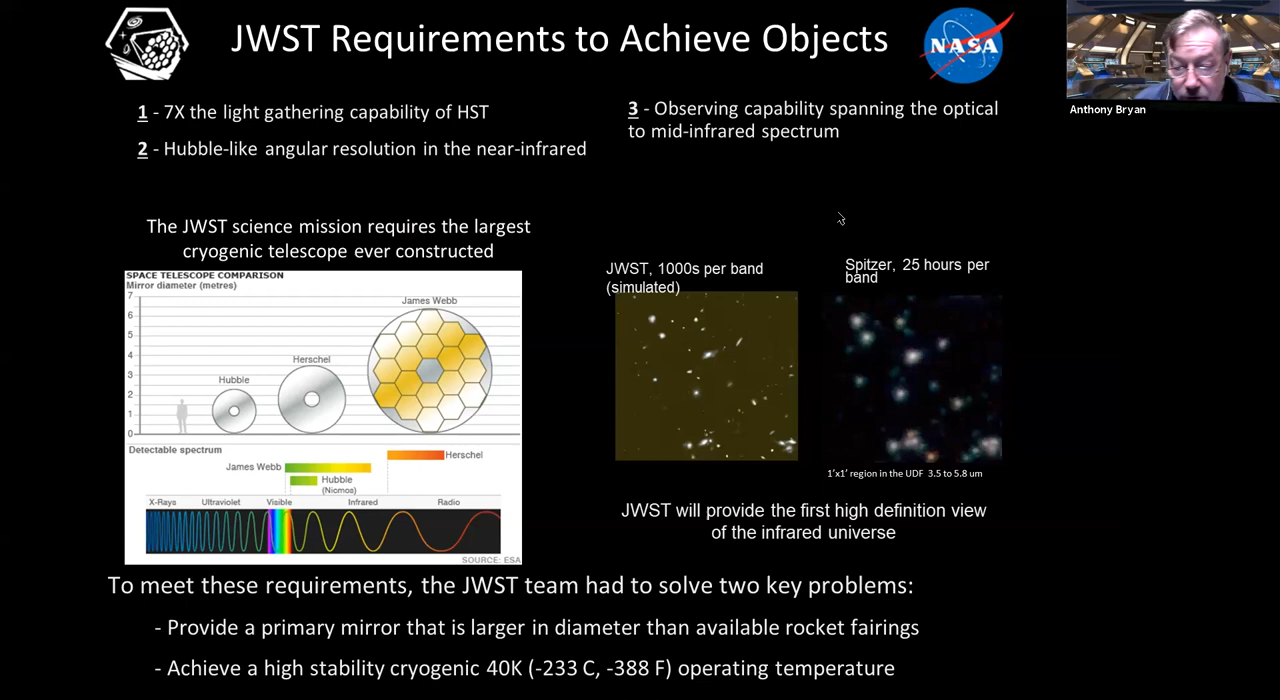 JWST Requirements to Achieve Objects
NASA
Anthony Bryan
1 - 7X the light gathering capability of HST
2 - Hubble-like angular resolution in the near-infrared
3 - Observing capability spanning the optical
to mid-infrared spectrum
The JWST science mission requires the largest
cryogenic telescope ever constructed
SPACE TELESCOPE COMPARISON
Mirror diameter (metres)
7
6
5
4
3
2
1
0
Hubble
Herschel
James Webb
Detectable spectrum
James Webb
Herschel
Hubble
(Nicmos)
X-Rays
Ultraviolet
Visible
Infrared
Radio
SOURCE: ESA
JWST, 1000s per band
(simulated)
Spitzer, 25 hours per
band
1'x1' region in the UDF 3.5 to 5.8 um
JWST will provide the first high definition view
of the infrared universe
To meet these requirements, the JWST team had to solve two key problems:
- Provide a primary mirror that is larger in diameter than available rocket fairings
- Achieve a high stability cryogenic 40K (-233 C, -388 F) operating temperature